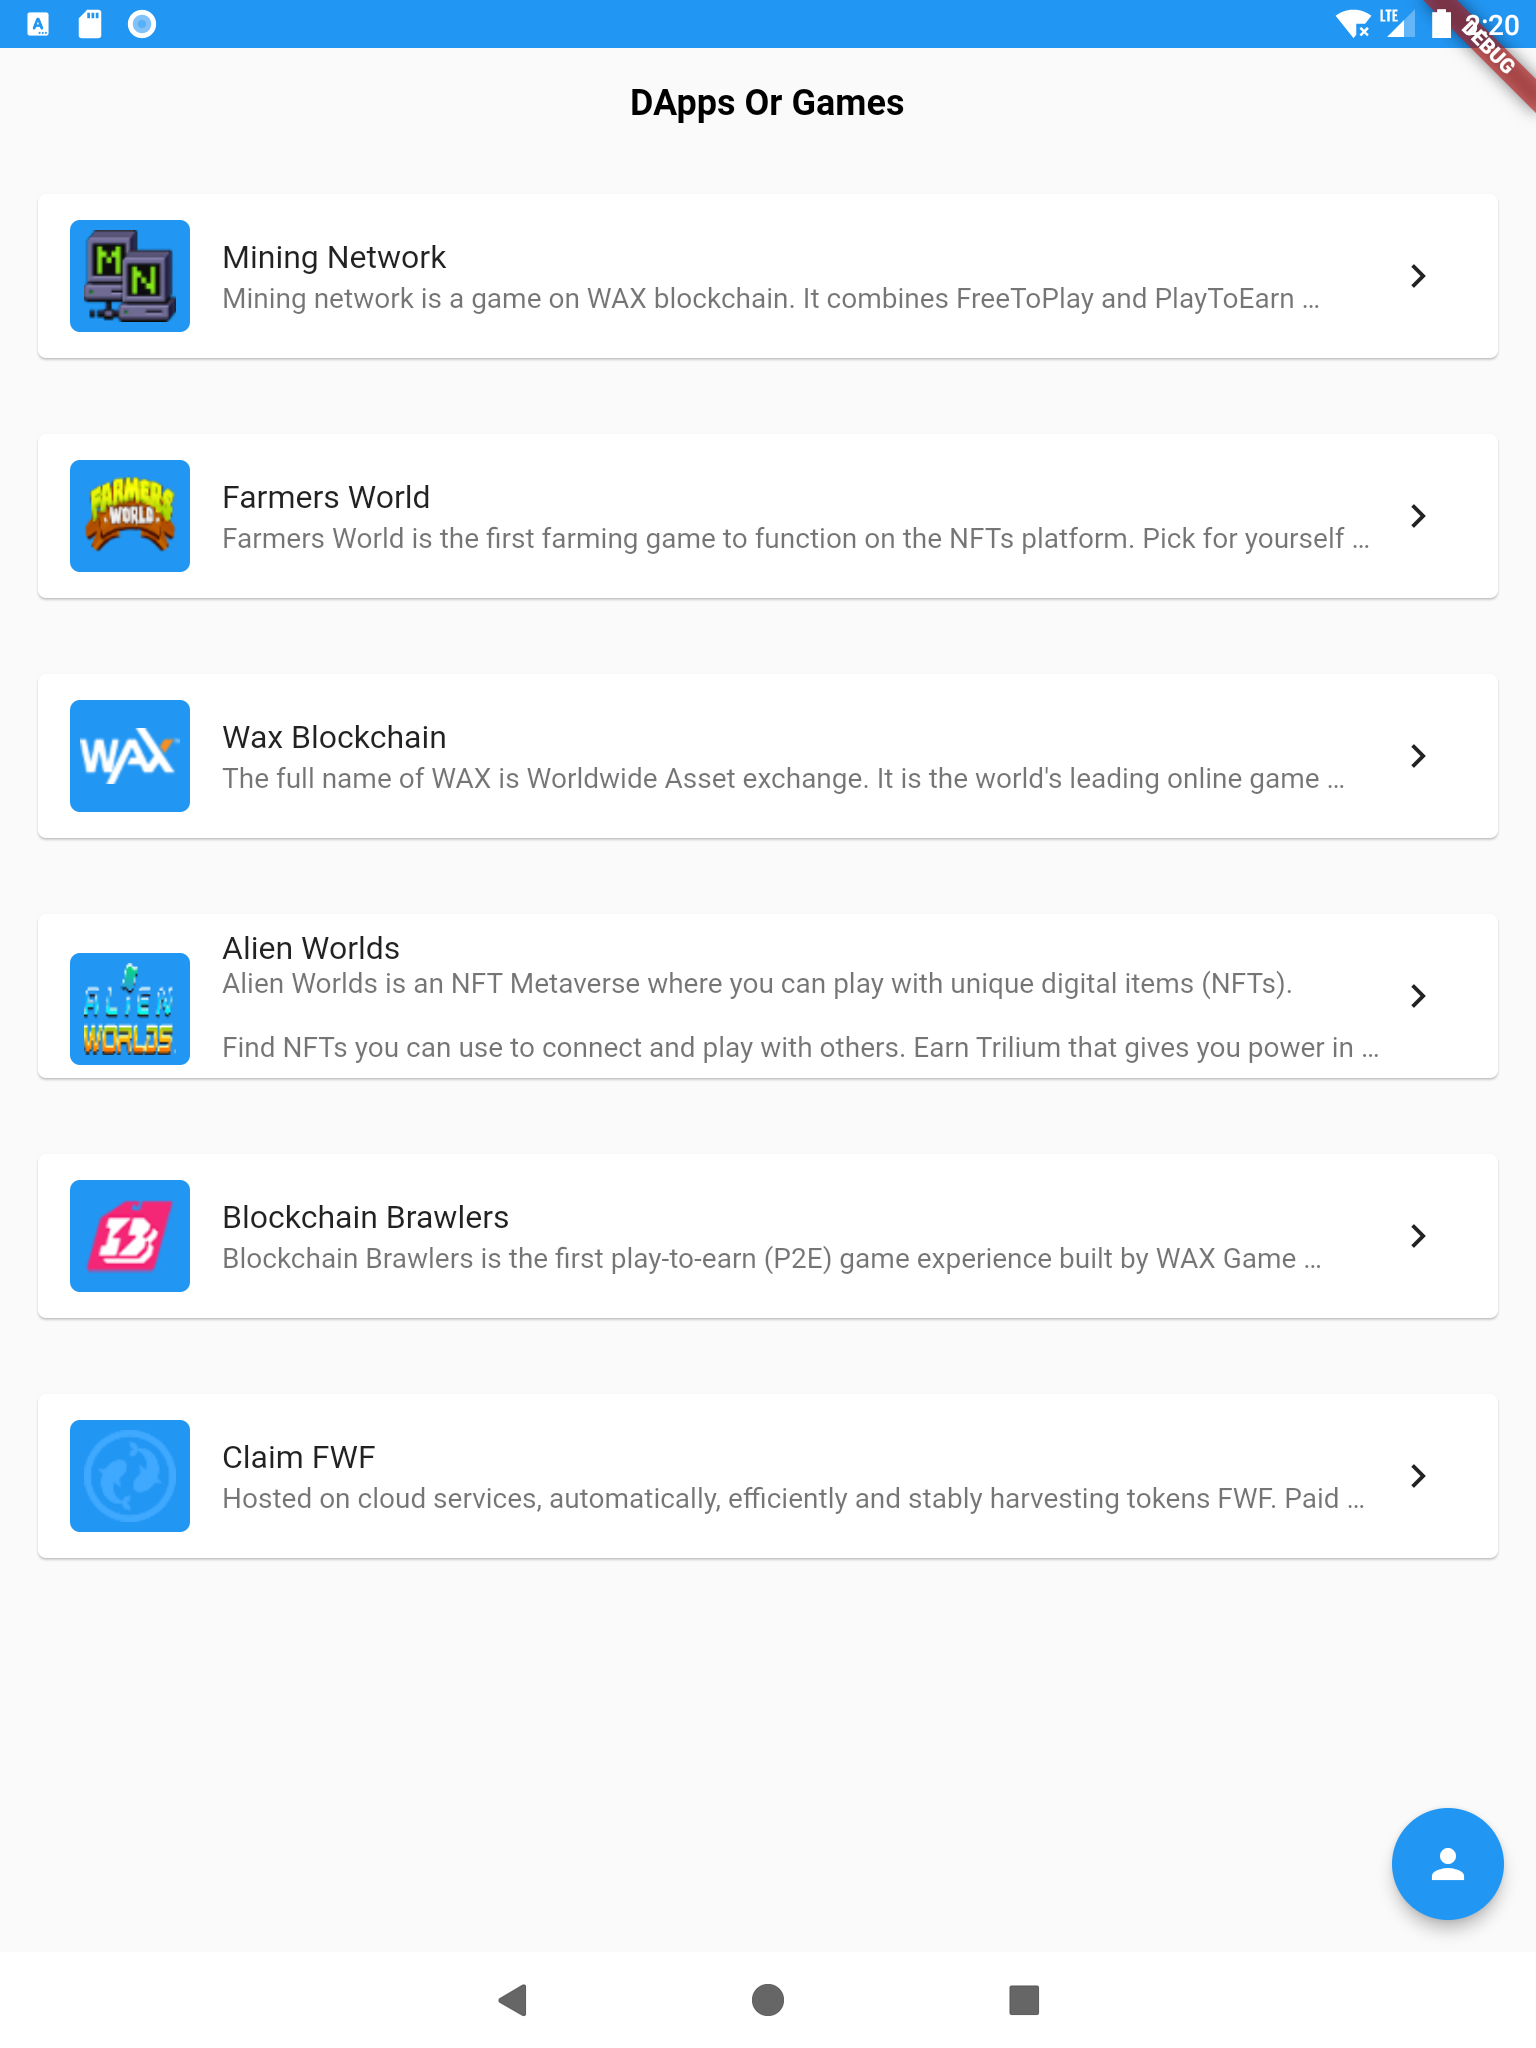 LTE
2:20
DEBUG
DApps Or Games
M
N
Mining Network
Mining network is a game on WAX blockchain. It combines FreeToPlay and PlayToEarn ...
FARMERS
WORLD
Farmers World
Farmers World is the first farming game to function on the NFTs platform. Pick for yourself ...
WAX
Wax Blockchain
The full name of WAX is Worldwide Asset exchange. It is the world's leading online game ...
ALIEN
WORLDS
Alien Worlds
Alien Worlds is an NFT Metaverse where you can play with unique digital items (NFTs).
Find NFTs you can use to connect and play with others. Earn Trilium that gives you power in ...
Blockchain Brawlers
Blockchain Brawlers is the first play-to-earn (P2E) game experience built by WAX Game ...
Claim FWF
Hosted on cloud services, automatically, efficiently and stably harvesting tokens FWF. Paid ...